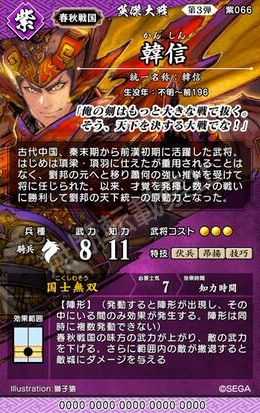 紫
春秋戦国
英傑大戦
第3弾
紫066
かん しん
韓信
統一名称：韓信
生没年：不明～前196
「俺の剣はもっと大きな戦で抜く。
そう、天下を決する大戦でな！」
古代中国、秦末期から前漢初期に活躍した武将。
はじめは項梁・項羽に仕えたが重用されることは
なく、劉邦の元へと移り蕭何の強い推挙を受けて
将に任じられた。以来、才覚を発揮し数々の戦い
に勝利して劉邦の天下統一の原動力となった。
兵種 武力 知力 武将コスト
騎兵 8 11 特技 伏兵 昂揚 技巧
こくしむそう 必要士気 効果時間
国士無双 7 知力時間
効果範囲
【陣形】（発動すると陣形が出現し、その
中にいる間のみ効果が発生する。陣形は同
時に複数発動できない）
春秋戦国の味方の武力が上がり、敵の武力
を下げる。さらに範囲内の敵が撤退すると
敵城にダメージを与える
Illustration：獅子猿
©SEGA
0000 0000 0000 0000 0000